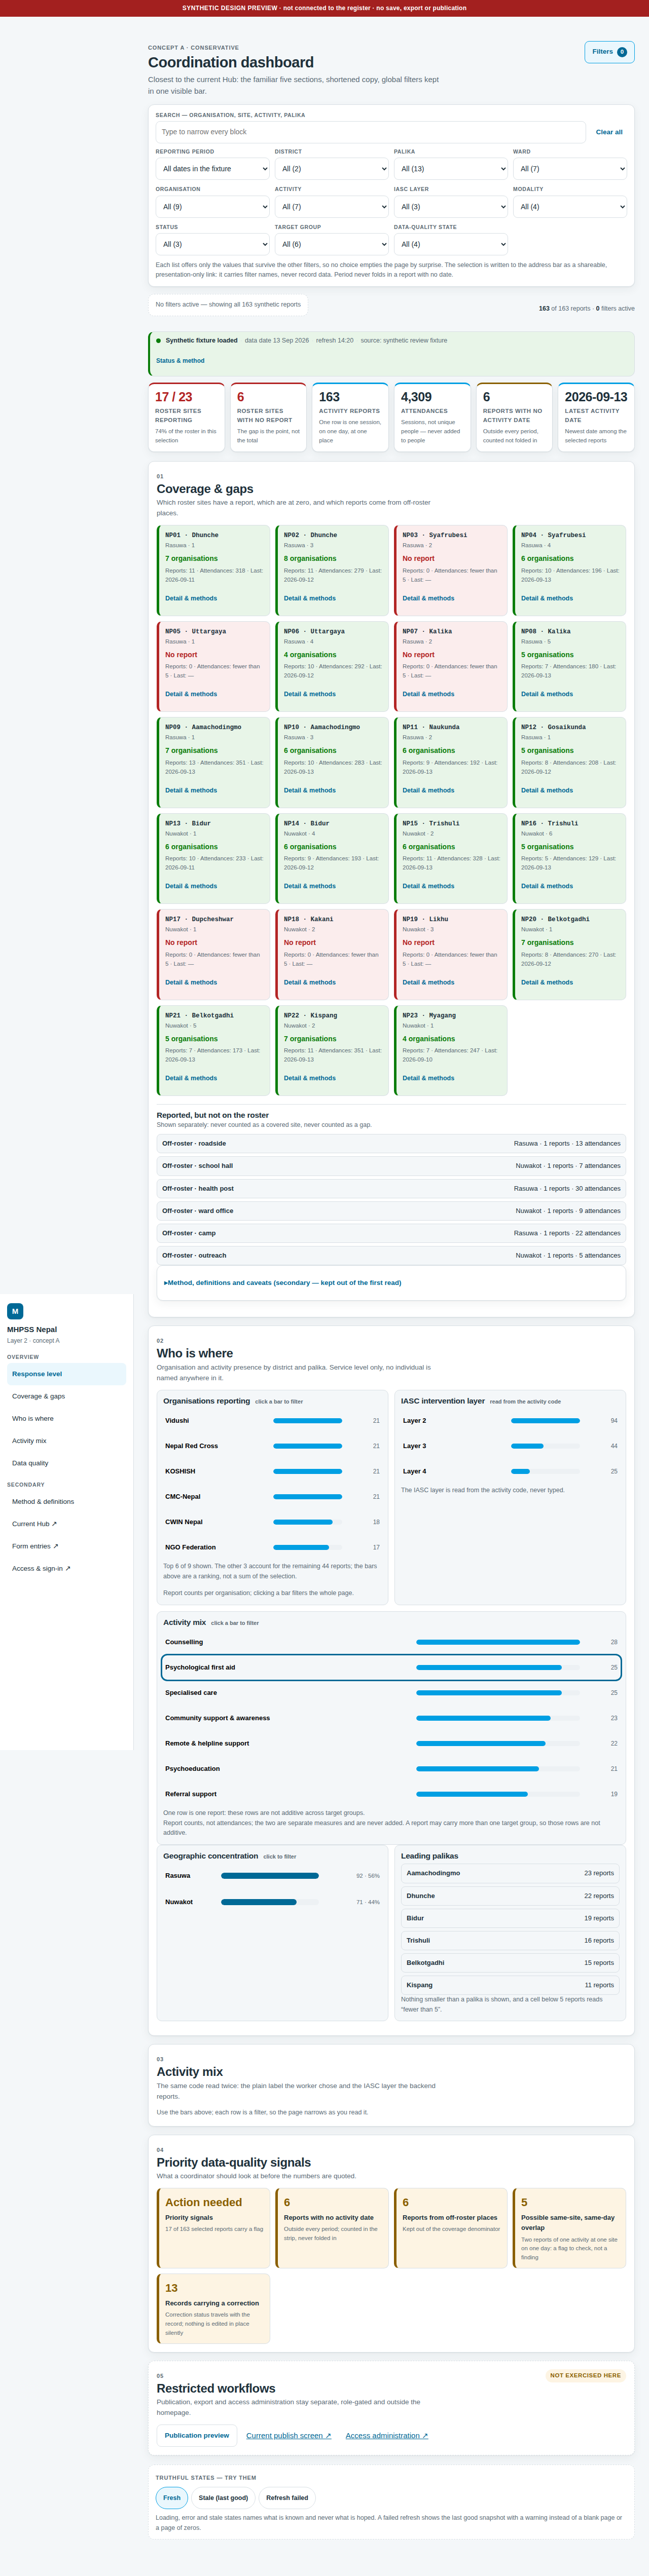 SYNTHETIC DESIGN PREVIEW · not connected to the register · no save, export or publication
CONCEPT A · CONSERVATIVE
Coordination dashboard
Closest to the current Hub: the familiar five sections, shortened copy, global filters kept
in one visible bar.
Filters 0
SEARCH — ORGANISATION, SITE, ACTIVITY, PALIKA
Type to narrow every block
Clear all
REPORTING PERIOD
DISTRICT
PALIKA
WARD
All dates in the fixture
All (2)
All (13)
All (7)
ORGANISATION
ACTIVITY
IASC LAYER
MODALITY
All (9)
All (7)
All (3)
All (4)
STATUS
TARGET GROUP
DATA-QUALITY STATE
All (3)
All (6)
All (4)
Each list offers only the values that survive the other filters, so no choice empties the page by surprise. The selection is written to the address bar as a shareable,
presentation-only link: it carries filter names, never record data. Period never folds in a report with no date.
No filters active — showing all 163 synthetic reports
163 of 163 reports · 0 filters active
Synthetic fixture loaded data date 13 Sep 2026 · refresh 14:20 · source: synthetic review fixture
Status & method
17 / 23
ROSTER SITES
REPORTING
74% of the roster in this
selection
6
ROSTER SITES
WITH NO REPORT
The gap is the point, not
the total
163
ACTIVITY REPORTS
One row is one session,
on one day, at one
place
4,309
ATTENDANCES
Sessions, not unique
people — never added
to people
6
REPORTS WITH NO
ACTIVITY DATE
Outside every period,
counted not folded in
2026-09-13
LATEST ACTIVITY
DATE
Newest date among the
selected reports
01
Coverage & gaps
Which roster sites have a report, which are at zero, and which reports come from off-roster
places.
NP01 · Dhunche
Rasuwa · 1
7 organisations
Reports: 11 · Attendances: 318 · Last:
2026-09-11
Detail & methods
NP02 · Dhunche
Rasuwa · 3
8 organisations
Reports: 11 · Attendances: 279 · Last:
2026-09-12
Detail & methods
NP03 · Syafrubesi
Rasuwa · 2
No report
Reports: 0 · Attendances: fewer than
5 · Last: —
Detail & methods
NP04 · Syafrubesi
Rasuwa · 4
6 organisations
Reports: 10 · Attendances: 196 · Last:
2026-09-13
Detail & methods
NP05 · Uttargaya
Rasuwa · 1
No report
Reports: 0 · Attendances: fewer than
5 · Last: —
Detail & methods
NP06 · Uttargaya
Rasuwa · 4
4 organisations
Reports: 10 · Attendances: 292 · Last:
2026-09-12
Detail & methods
NP07 · Kalika
Rasuwa · 2
No report
Reports: 0 · Attendances: fewer than
5 · Last: —
Detail & methods
NP08 · Kalika
Rasuwa · 5
5 organisations
Reports: 7 · Attendances: 180 · Last:
2026-09-13
Detail & methods
NP09 · Aamachodingmo
Rasuwa · 1
7 organisations
Reports: 13 · Attendances: 351 · Last:
2026-09-13
Detail & methods
NP10 · Aamachodingmo
Rasuwa · 3
6 organisations
Reports: 10 · Attendances: 283 · Last:
2026-09-13
Detail & methods
NP11 · Naukunda
Rasuwa · 2
6 organisations
Reports: 9 · Attendances: 192 · Last:
2026-09-13
Detail & methods
NP12 · Gosaikunda
Rasuwa · 1
5 organisations
Reports: 8 · Attendances: 208 · Last:
2026-09-12
Detail & methods
NP13 · Bidur
Nuwakot · 1
6 organisations
Reports: 10 · Attendances: 233 · Last:
2026-09-11
Detail & methods
NP14 · Bidur
Nuwakot · 4
6 organisations
Reports: 9 · Attendances: 193 · Last:
2026-09-12
Detail & methods
NP15 · Trishuli
Nuwakot · 2
6 organisations
Reports: 11 · Attendances: 328 · Last:
2026-09-13
Detail & methods
NP16 · Trishuli
Nuwakot · 6
5 organisations
Reports: 5 · Attendances: 129 · Last:
2026-09-13
Detail & methods
NP17 · Dupcheshwar
Nuwakot · 1
No report
Reports: 0 · Attendances: fewer than
5 · Last: —
Detail & methods
NP18 · Kakani
Nuwakot · 2
No report
Reports: 0 · Attendances: fewer than
5 · Last: —
Detail & methods
NP19 · Likhu
Nuwakot · 3
No report
Reports: 0 · Attendances: fewer than
5 · Last: —
Detail & methods
NP20 · Belkotgadhi
Nuwakot · 1
7 organisations
Reports: 8 · Attendances: 270 · Last:
2026-09-12
Detail & methods
NP21 · Belkotgadhi
Nuwakot · 5
5 organisations
Reports: 7 · Attendances: 173 · Last:
2026-09-13
Detail & methods
NP22 · Kispang
Nuwakot · 2
7 organisations
Reports: 11 · Attendances: 351 · Last:
2026-09-13
Detail & methods
NP23 · Myagang
Nuwakot · 1
4 organisations
Reports: 7 · Attendances: 247 · Last:
2026-09-10
Detail & methods
Reported, but not on the roster
Shown separately: never counted as a covered site, never counted as a gap.
Off-roster · roadside Rasuwa · 1 reports · 13 attendances
Off-roster · school hall Nuwakot · 1 reports · 7 attendances
Off-roster · health post Rasuwa · 1 reports · 30 attendances
Off-roster · ward office Nuwakot · 1 reports · 9 attendances
Off-roster · camp Rasuwa · 1 reports · 22 attendances
Off-roster · outreach Nuwakot · 1 reports · 5 attendances
▸Method, definitions and caveats (secondary — kept out of the first read)
M
MHPSS Nepal
Layer 2 · concept A
OVERVIEW
Response level
Coverage & gaps
Who is where
Activity mix
Data quality
SECONDARY
Method & definitions
Current Hub ↗
Form entries ↗
Access & sign-in ↗
02
Who is where
Organisation and activity presence by district and palika. Service level only, no individual is
named anywhere in it.
Organisations reporting click a bar to filter
Vidushi 21
Nepal Red Cross 21
KOSHISH 21
CMC-Nepal 21
CWIN Nepal 18
NGO Federation 17
Top 6 of 9 shown. The other 3 account for the remaining 44 reports; the bars
above are a ranking, not a sum of the selection.
Report counts per organisation; clicking a bar filters the whole page.
IASC intervention layer read from the activity code
Layer 2 94
Layer 3 44
Layer 4 25
The IASC layer is read from the activity code, never typed.
Activity mix click a bar to filter
Counselling 28
Psychological first aid 25
Specialised care 25
Community support & awareness 23
Remote & helpline support 22
Psychoeducation 21
Referral support 19
One row is one report: these rows are not additive across target groups.
Report counts, not attendances; the two are separate measures and are never added. A report may carry more than one target group, so those rows are not
additive.
Geographic concentration click to filter
Rasuwa 92 · 56%
Nuwakot 71 · 44%
Leading palikas
Aamachodingmo 23 reports
Dhunche 22 reports
Bidur 19 reports
Trishuli 16 reports
Belkotgadhi 15 reports
Kispang 11 reports
Nothing smaller than a palika is shown, and a cell below 5 reports reads
“fewer than 5”.
03
Activity mix
The same code read twice: the plain label the worker chose and the IASC layer the backend
reports.
Use the bars above; each row is a filter, so the page narrows as you read it.
04
Priority data-quality signals
What a coordinator should look at before the numbers are quoted.
Action needed
Priority signals
17 of 163 selected reports carry a flag
6
Reports with no activity date
Outside every period; counted in the
strip, never folded in
6
Reports from off-roster places
Kept out of the coverage denominator
5
Possible same-site, same-day
overlap
Two reports of one activity at one site
on one day: a flag to check, not a
finding
13
Records carrying a correction
Correction status travels with the
record; nothing is edited in place
silently
05
NOT EXERCISED HERE
Restricted workflows
Publication, export and access administration stay separate, role-gated and outside the
homepage.
Publication preview
Current publish screen ↗
Access administration ↗
TRUTHFUL STATES — TRY THEM
Fresh
Stale (last good)
Refresh failed
Loading, error and stale states names what is known and never what is hoped. A failed refresh shows the last good snapshot with a warning instead of a blank page or
a page of zeros.